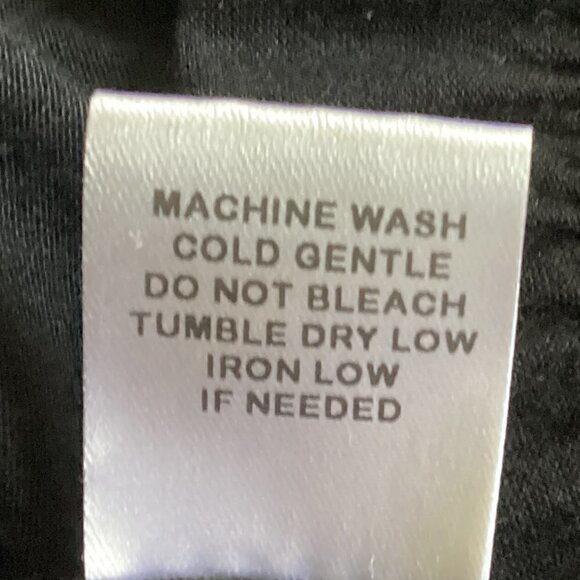 MACHINE WASH
COLD GENTLE
DO NOT BLEACH
TUMBLE DRY LOW
IRON LOW
IF NEEDED